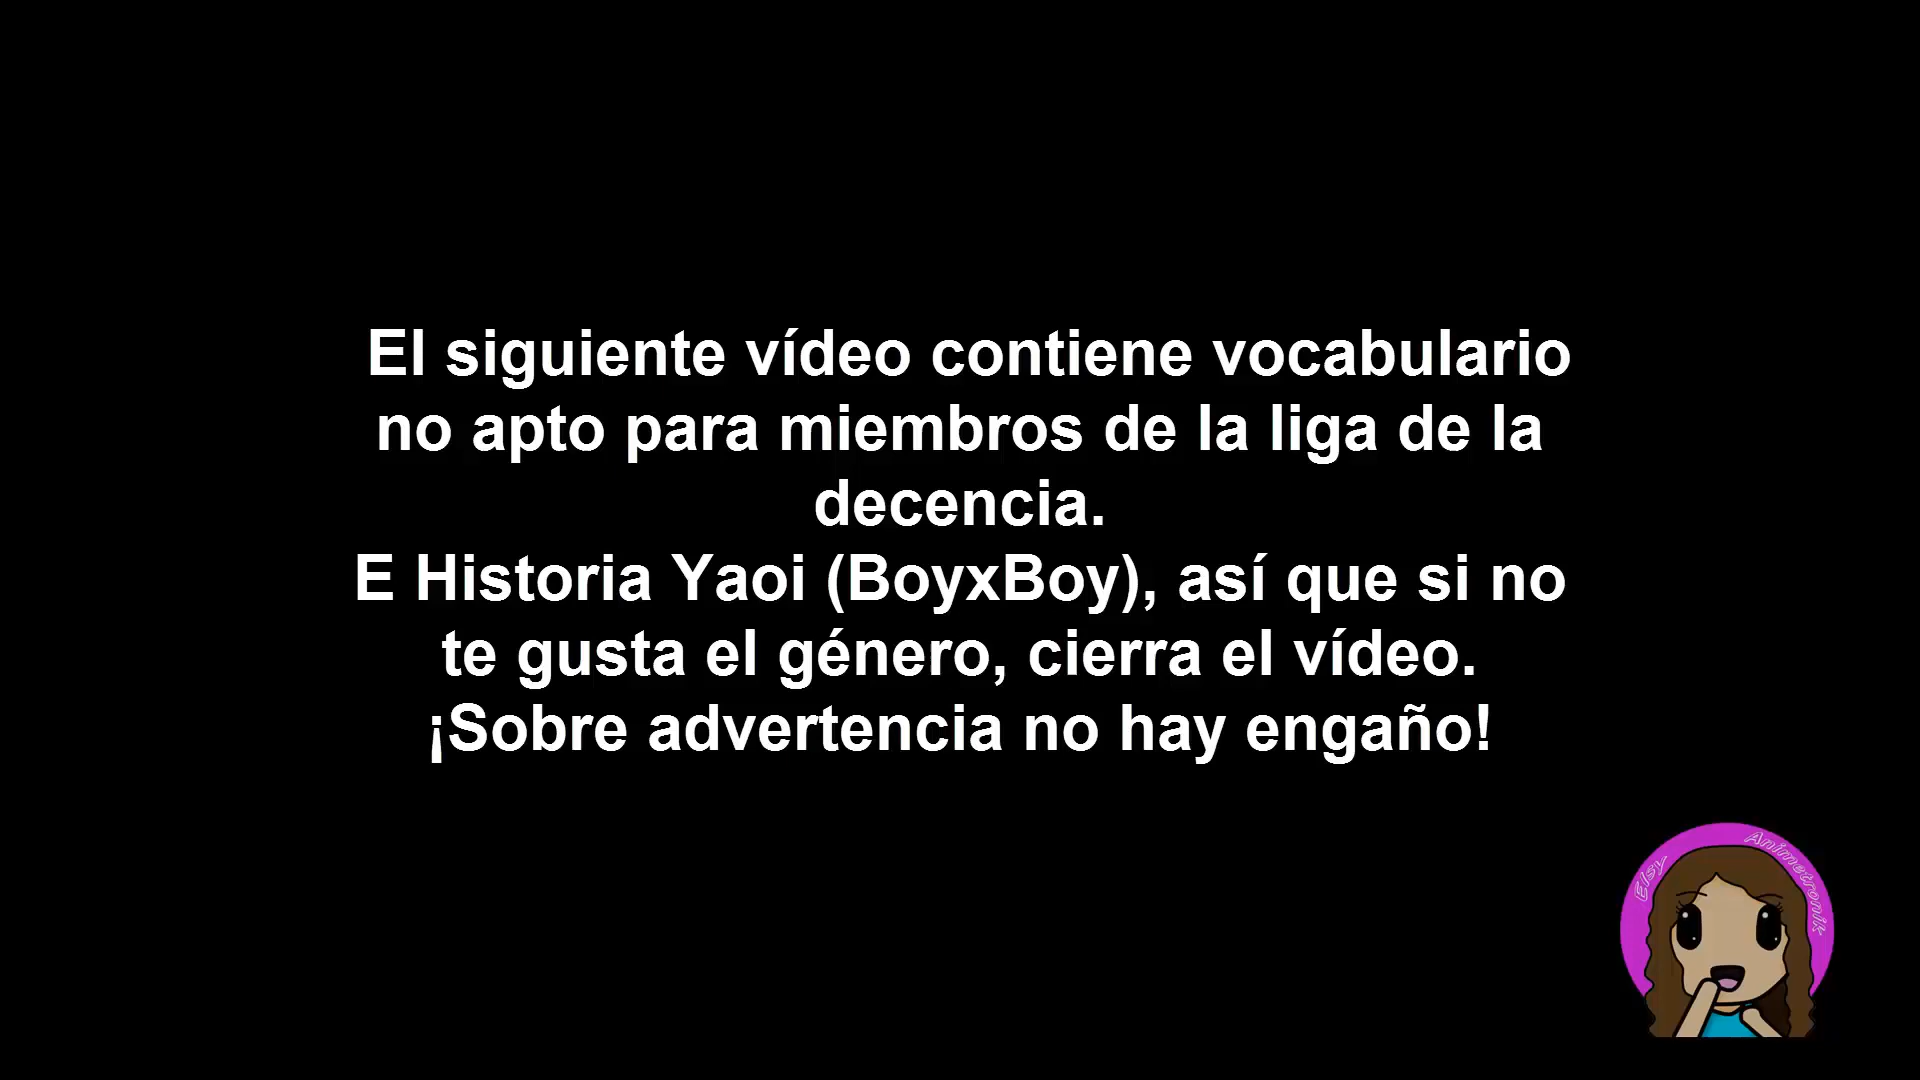 El siguiente vídeo contiene vocabulario
no apto para miembros de la liga de la
decencia.
E Historia Yaoi (BoyxBoy), así que si no
te gusta el género, cierra el vídeo.
¡Sobre advertencia no hay engaño!
Elsy Animetronik